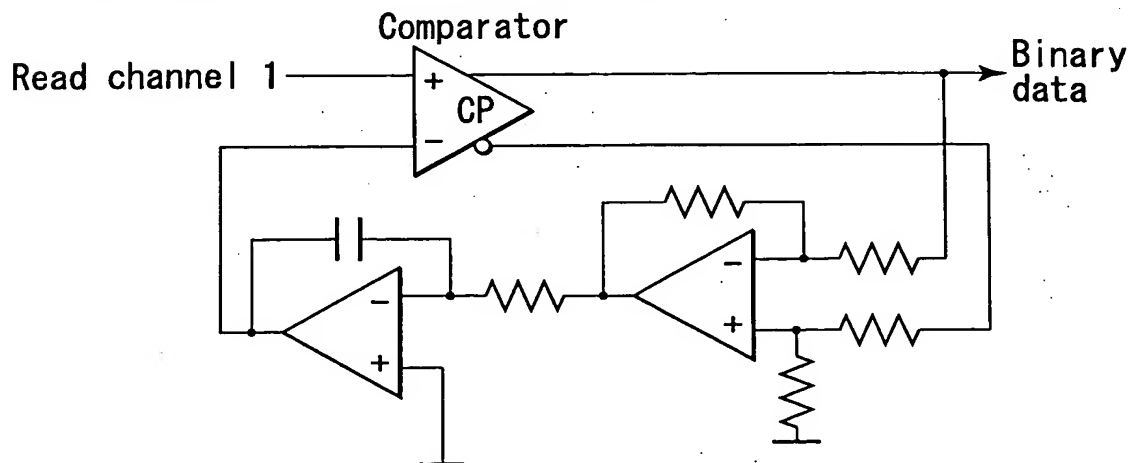 Comparator
Read channel 1
+
CP
−
Binary
data
−
+
−
+